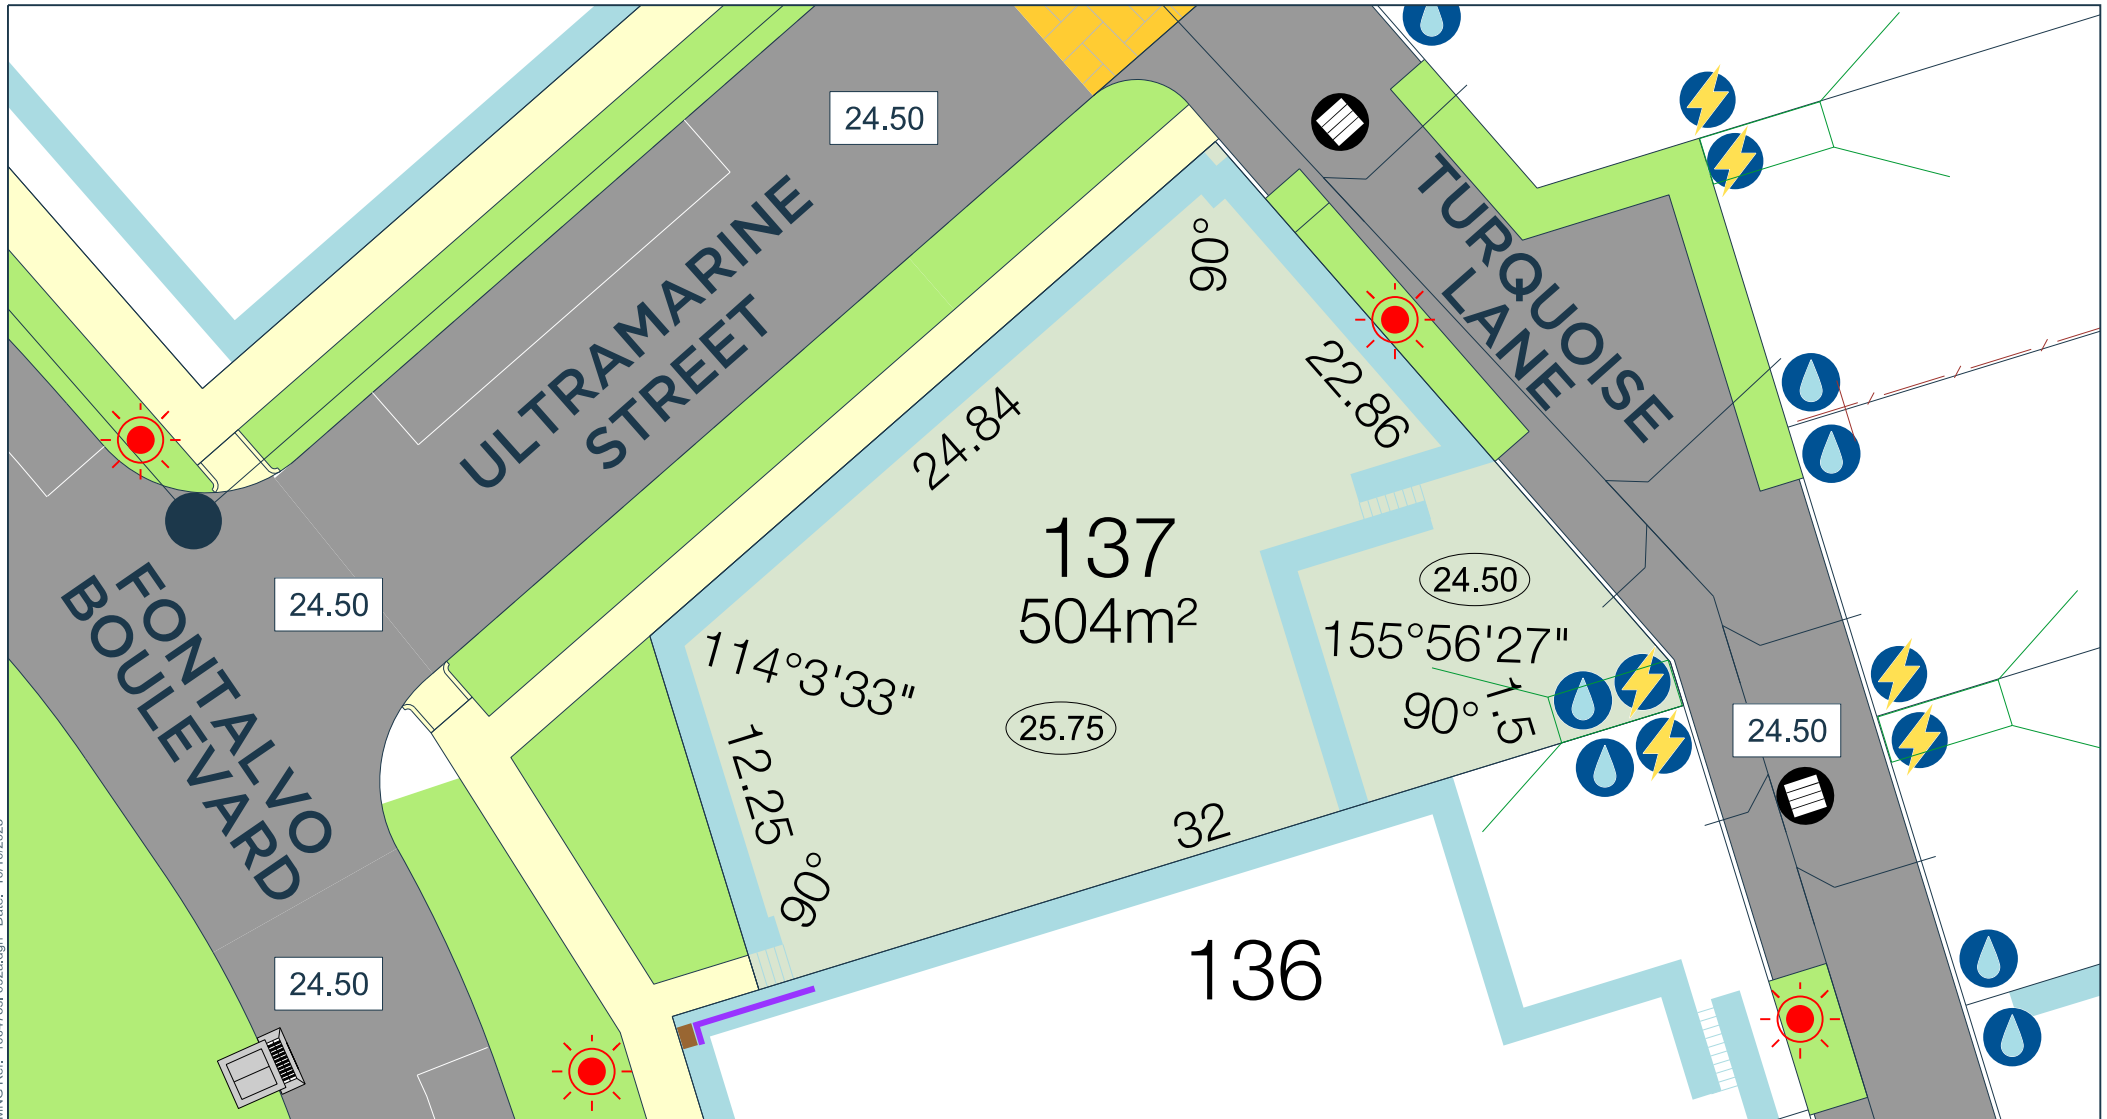 24.50
ULTRAMARINE
STREET
TURQUOISE
LANE
90°
22.86
24.84
137
504m²
24.50
24.50
FONTALVO
BOULEVARD
155°56'27"
114°3'33"
90°
1.5
25.75
24.50
12.25
32
90°
136
24.50